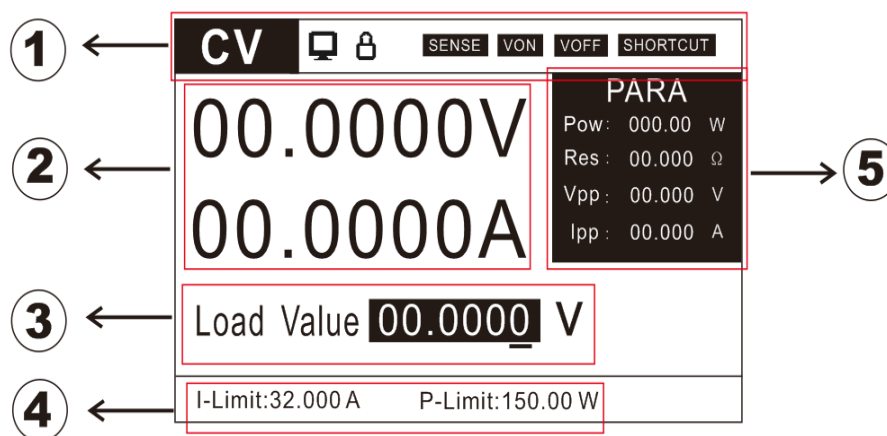 1
CV SENSE VON VOFF SHORTCUT
2
00.0000V
00.0000A
PARA
Pow: 000.00 W
Res: 00.000 Ω
Vpp: 00.000 V
Ipp: 00.000 A
5
3
Load Value 00.0000 V
4
I-Limit:32.000 A P-Limit:150.00 W